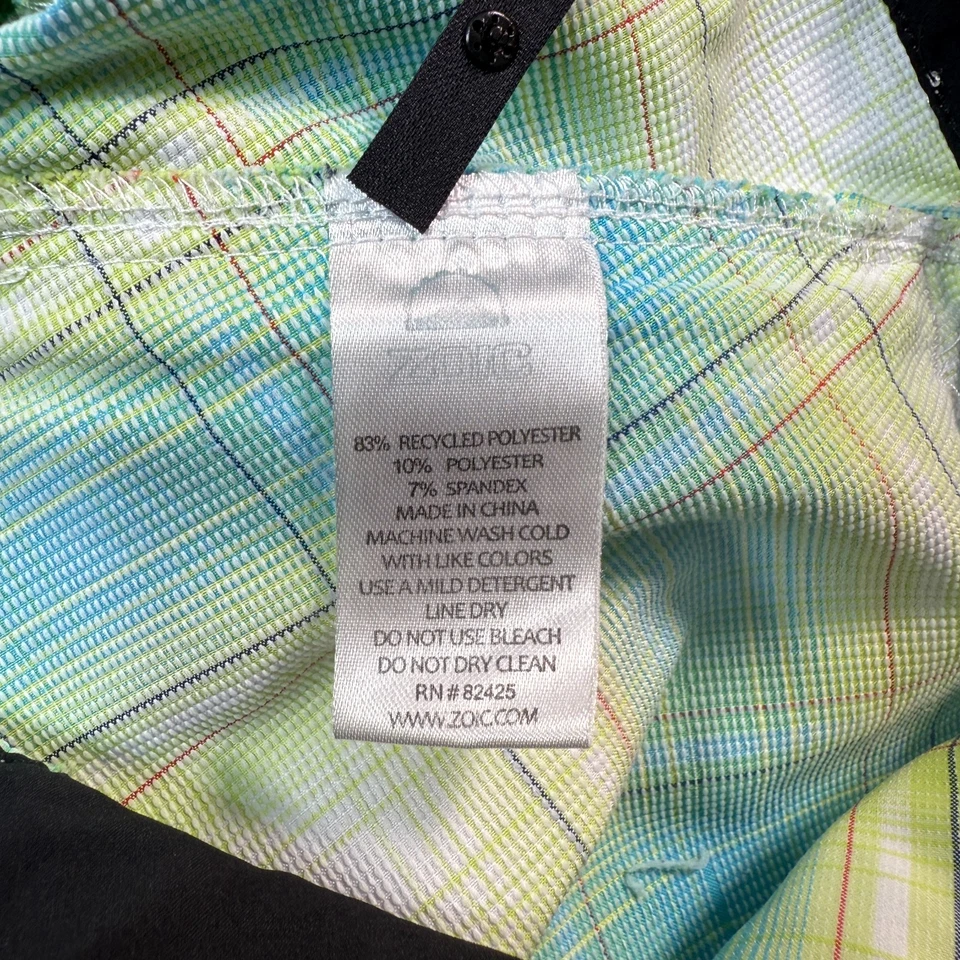 ZOIC
83% RECYCLED POLYESTER
10% POLYESTER
7% SPANDEX
MADE IN CHINA
MACHINE WASH COLD
WITH LIKE COLORS
USE A MILD DETERGENT
LINE DRY
DO NOT USE BLEACH
DO NOT DRY CLEAN
RN # 82425
WWW.ZOIC.COM